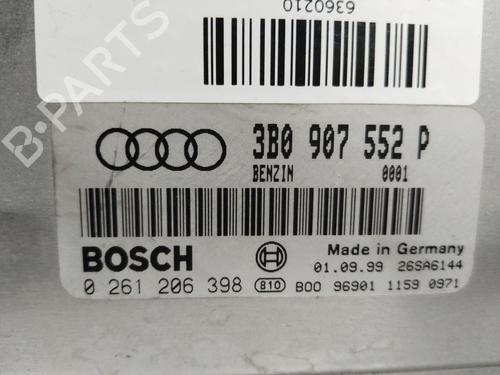 6360210
B-PARTS
3B0 907 552 P
BENZIN 0001
BOSCH
Made in Germany
01.09.99 26SA6144
0 261 206 398 810 B00 96901 1159 0971